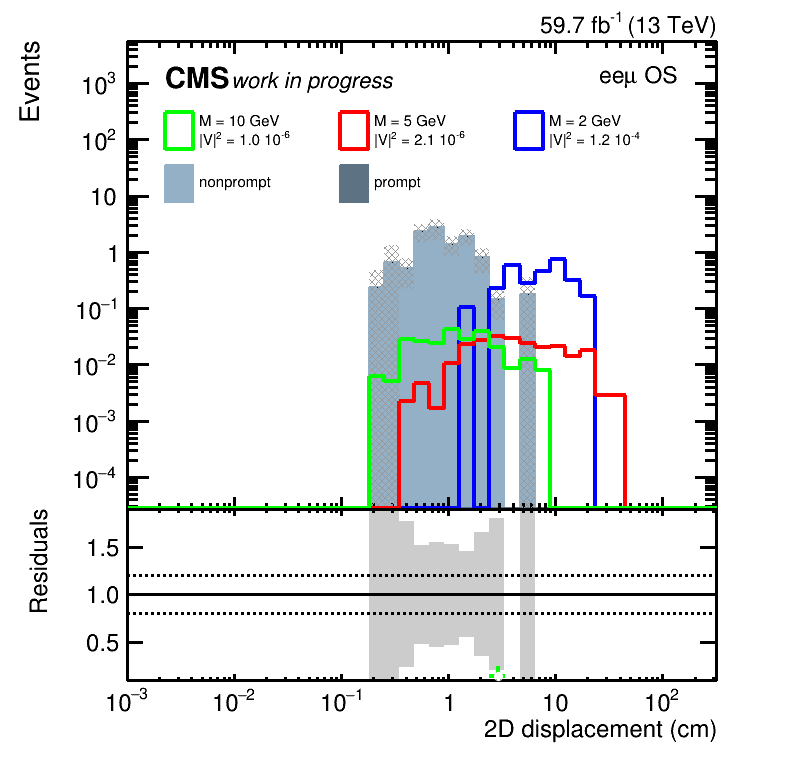 59.7 fb⁻¹ (13 TeV)
Events
CMS work in progress
eeμ OS
M = 10 GeV
|V|² = 1.0 10⁻⁶
M = 5 GeV
|V|² = 2.1 10⁻⁶
M = 2 GeV
|V|² = 1.2 10⁻⁴
nonprompt
prompt
10³
10²
10
1
10⁻¹
10⁻²
10⁻³
10⁻⁴
Residuals
1.5
1.0
0.5
10⁻³ 10⁻² 10⁻¹ 1 10 10²
2D displacement (cm)